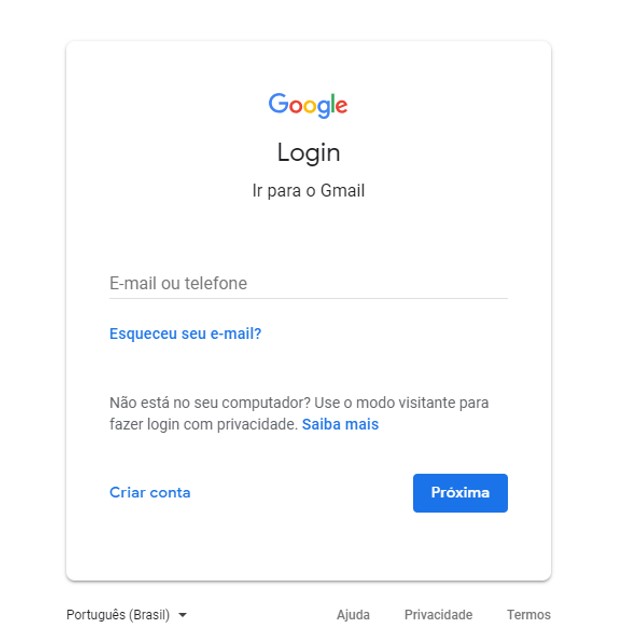 Google
Login
Ir para o Gmail
E-mail ou telefone
Esqueceu seu e-mail?
Não está no seu computador? Use o modo visitante para
fazer login com privacidade. Saiba mais
Criar conta
Próxima
Português (Brasil)
Ajuda
Privacidade
Termos